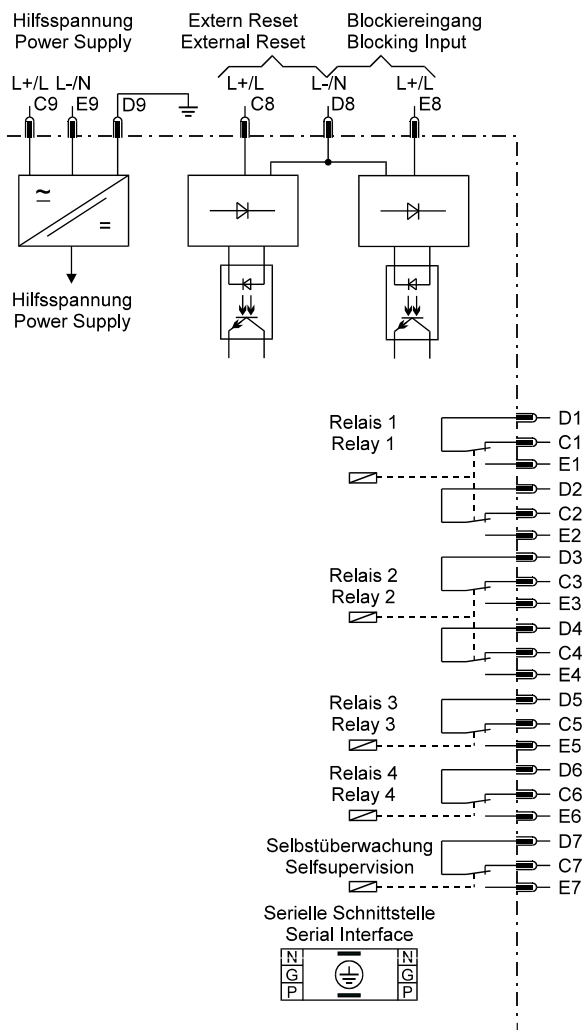 Hilfsspannung
Power Supply
Extern Reset
External Reset
Blockiereingang
Blocking Input
L+/L L-/N
C9 E9 D9
L+/L L-/N L+/L
C8 D8 E8
Hilfsspannung
Power Supply
Relais 1
Relay 1
D1
C1
E1
D2
C2
E2
Relais 2
Relay 2
D3
C3
E3
D4
C4
E4
Relais 3
Relay 3
D5
C5
E5
Relais 4
Relay 4
D6
C6
E6
Selbstüberwachung
Selfsupervision
D7
C7
E7
Serielle Schnittstelle
Serial Interface
N N
G G
P P